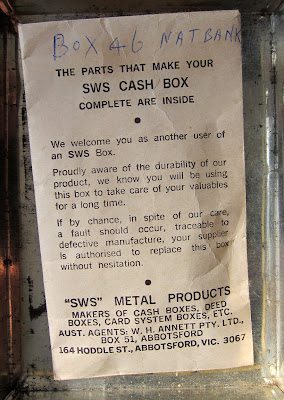 BOX 46 NATBANK
THE PARTS THAT MAKE YOUR
SWS CASH BOX
COMPLETE ARE INSIDE
•
We welcome you as another user of
an SWS Box.
Proudly aware of the durability of our
product, we know you will be using
this box to take care of your valuables
for a long time.
If by chance, in spite of our care,
a fault should occur, traceable to
defective manufacture, your supplier
is authorised to replace this box
without hesitation.
•
"SWS" METAL PRODUCTS
MAKERS OF CASH BOXES, DEED
BOXES, CARD SYSTEM BOXES, ETC.
AUST. AGENTS: W. H. ANNETT PTY. LTD.,
BOX 51, ABBOTSFORD
164 HODDLE ST., ABBOTSFORD, VIC. 3067